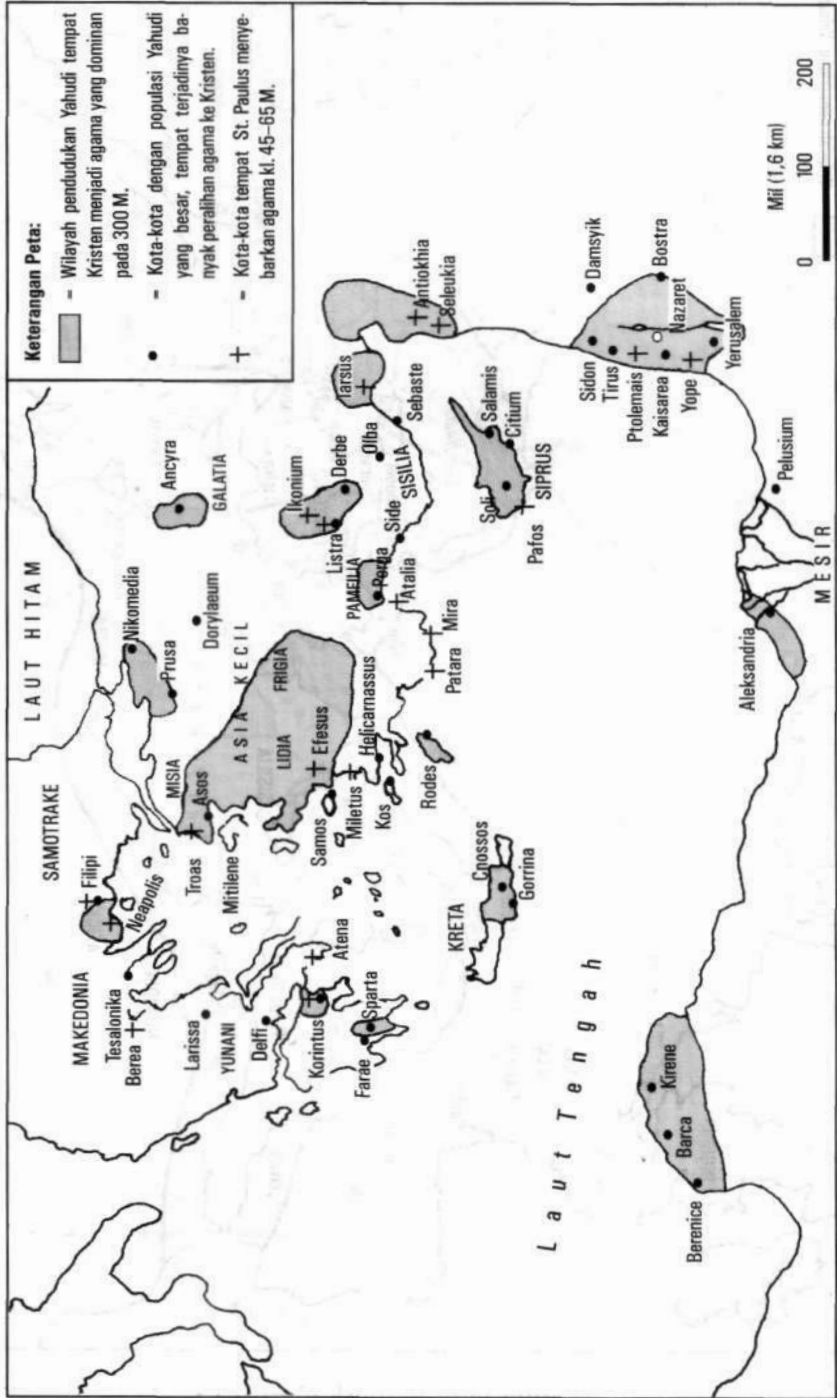 Keterangan Peta:
= Wilayah pendudukan Yahudi tempat
Kristen menjadi agama yang dominan
pada 300 M.
= Kota-kota dengan populasi Yahudi
yang besar, tempat terjadinya ba-
nyak peralihan agama ke Kristen.
= Kota-kota tempat St. Paulus menye-
barkan agama kl. 45–65 M.
LAUT HITAM
SAMOTRAKE
MAKEDONIA
Filipi
Neapolis
Tesalonika
Berea
Larissa
YUNANI
Delfi
Korintus
Atena
Farae
Sparta
Nikomedia
Prusa
Dorylaeum
Ancyra
GALATIA
MISIA
Asos
Troas
Mitilene
ASIA KECIL
LIDIA
FRIGIA
Efesus
Samos
Miletus
Helicarnassus
Kos
Rodes
Patara
Mira
PAMFILIA
Perga
Atalia
Side
Ikonium
Listra
Derbe
Olba
SISILIA
Sebaste
Tarsus
Antiokhia
Seleukia
Salamis
Citium
Soli
SIPRUS
Pafos
KRETA
Cnossos
Gorrina
Laut Tengah
Sidon
Tirus
Ptolemais
Kaisarea
Yope
Damsyik
Bostra
Nazaret
Yerusalem
Pelusium
MESIR
Aleksandria
Kirene
Barca
Berenice
Mil (1,6 km)
0 100 200